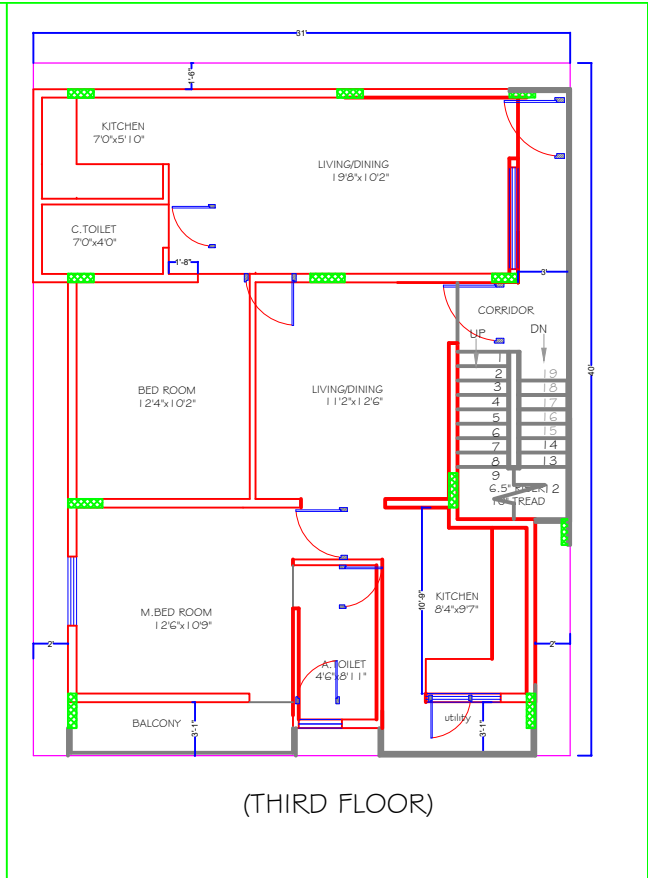 31'
1'-6"
KITCHEN
7'0"x5'10"
LIVING/DINING
19'8"x10'2"
C.TOILET
7'0"x4'0"
1'-8"
3'
CORRIDOR
UP
DN
40'
1
2
3
4
5
6
7
8
9
19
18
17
16
15
14
13
12
6.5"
10" TREAD
BED ROOM
12'4"x10'2"
LIVING/DINING
11'2"x12'6"
M.BED ROOM
12'6"x10'9"
10'-9"
KITCHEN
8'4"x9'7"
A.TOILET
4'6"x8'11"
2'
2'
BALCONY
3'-1"
utility
3'-1"
(THIRD FLOOR)